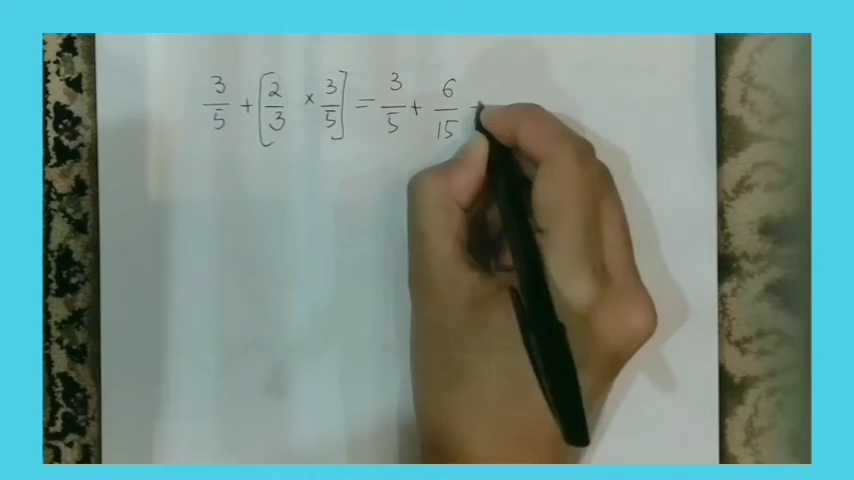 3/5 + [2/3 × 3/5] = 3/5 + 6/15